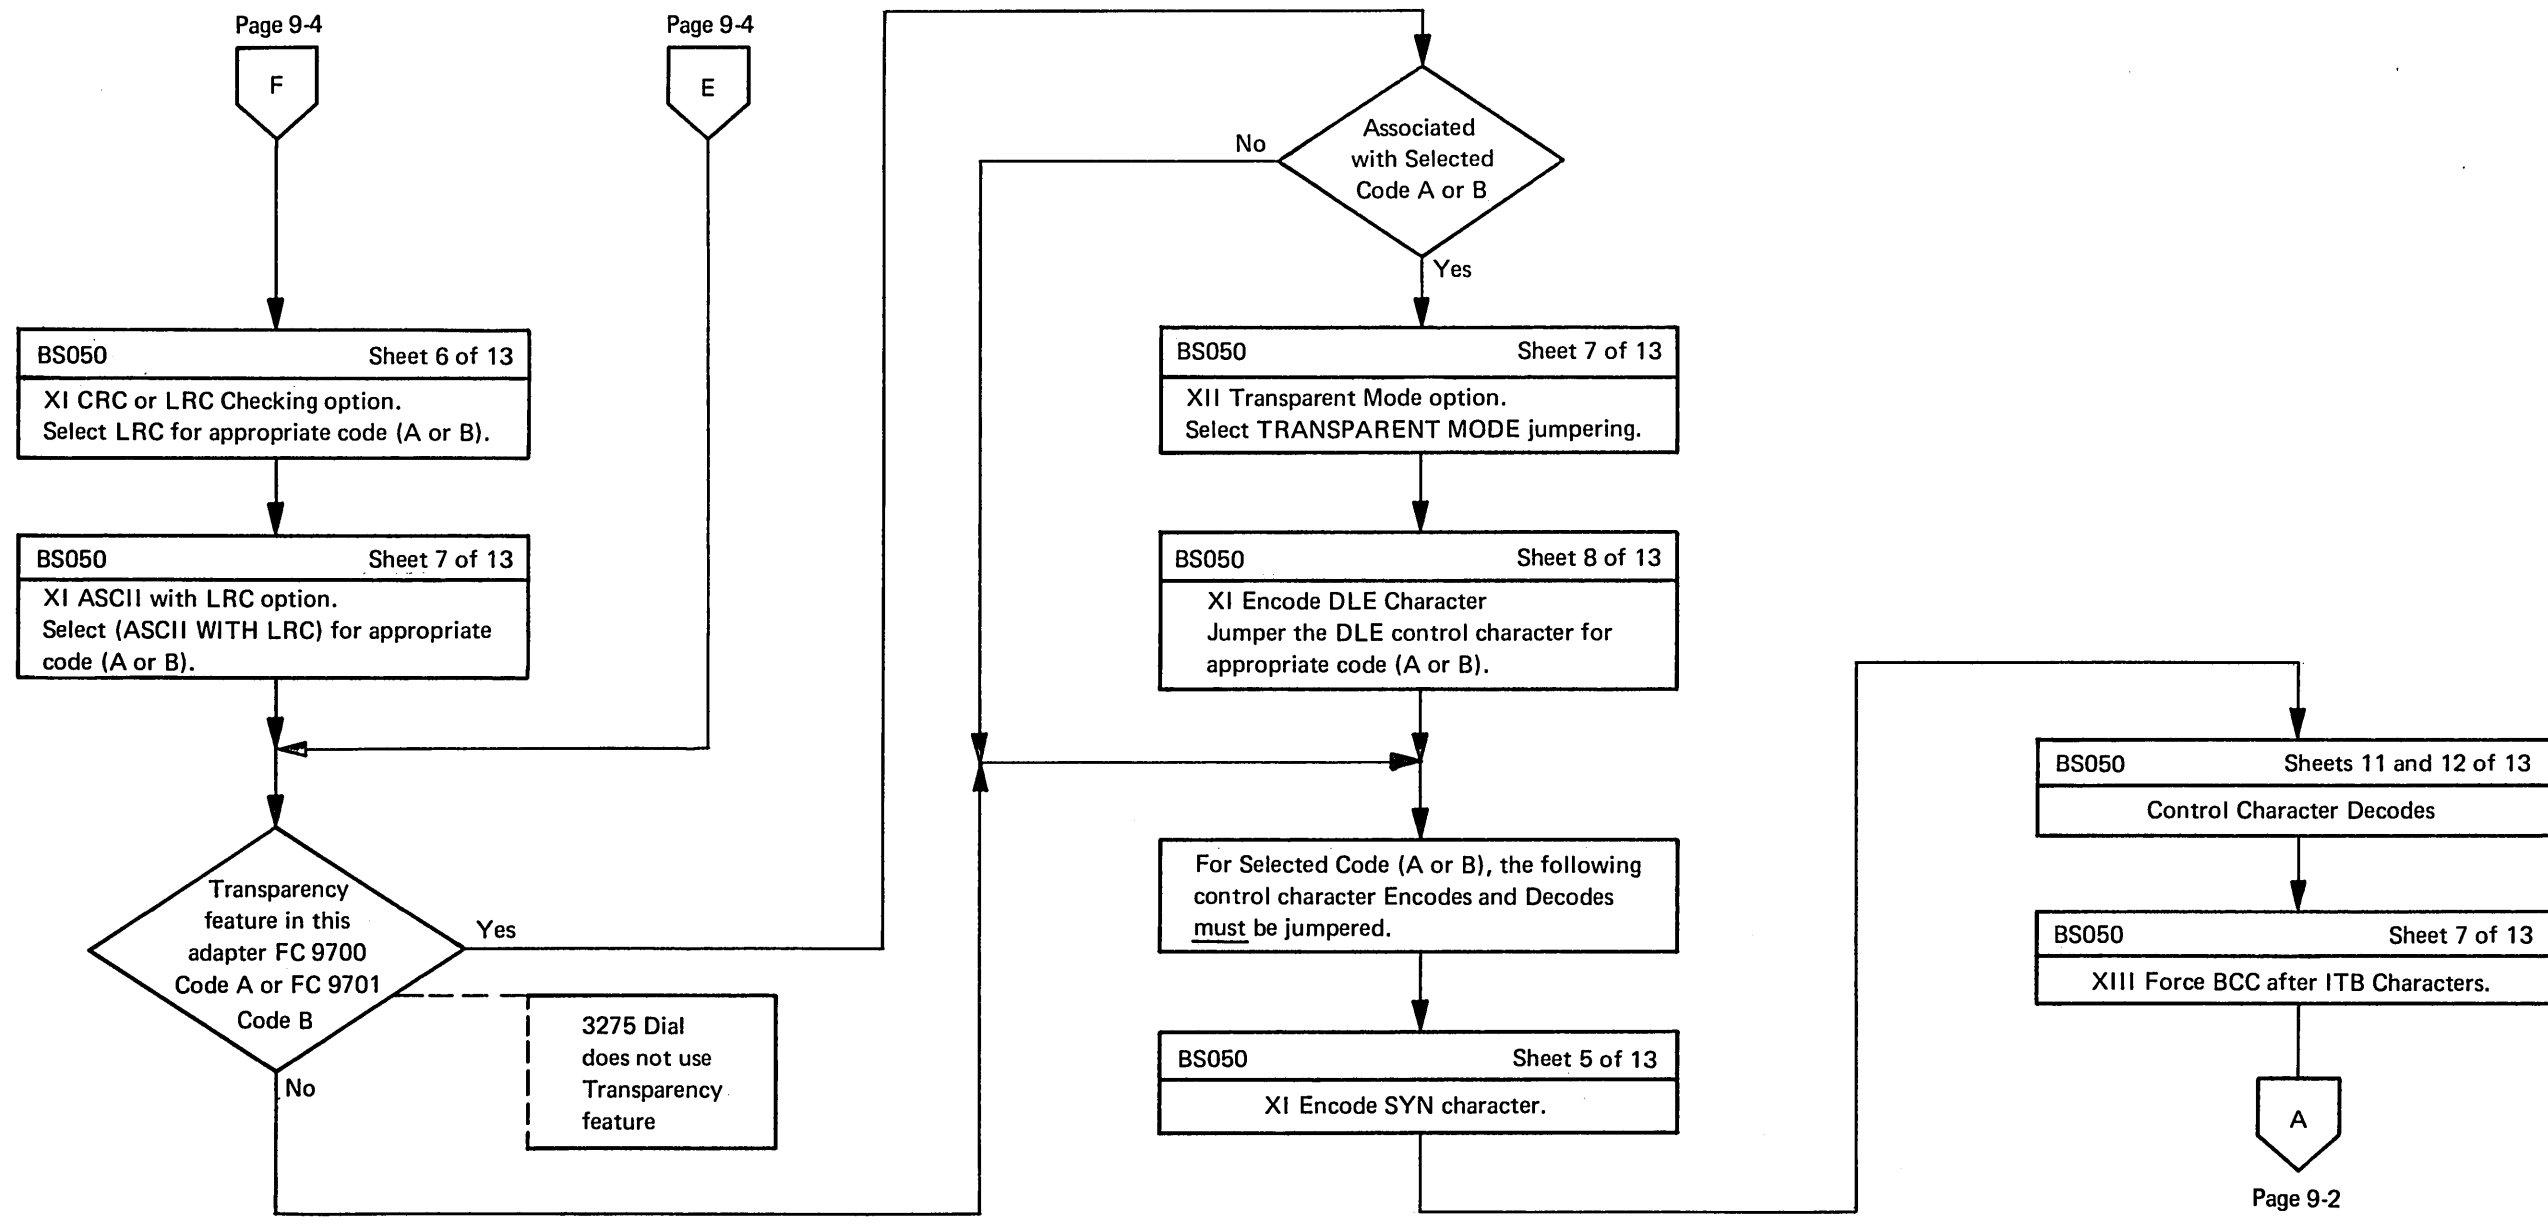 Page 9-4
F
BS050 Sheet 6 of 13
XI CRC or LRC Checking option.
Select LRC for appropriate code (A or B).
BS050 Sheet 7 of 13
XI ASCII with LRC option.
Select (ASCII WITH LRC) for appropriate
code (A or B).
Page 9-4
E
Transparency
feature in this
adapter FC 9700
Code A or FC 9701
Code B
Yes
No
3275 Dial
does not use
Transparency
feature
Associated
with Selected
Code A or B
No
Yes
BS050 Sheet 7 of 13
XII Transparent Mode option.
Select TRANSPARENT MODE jumpering.
BS050 Sheet 8 of 13
XI Encode DLE Character
Jumper the DLE control character for
appropriate code (A or B).
For Selected Code (A or B), the following
control character Encodes and Decodes
must be jumpered.
BS050 Sheet 5 of 13
XI Encode SYN character.
BS050 Sheets 11 and 12 of 13
Control Character Decodes
BS050 Sheet 7 of 13
XIII Force BCC after ITB Characters.
A
Page 9-2